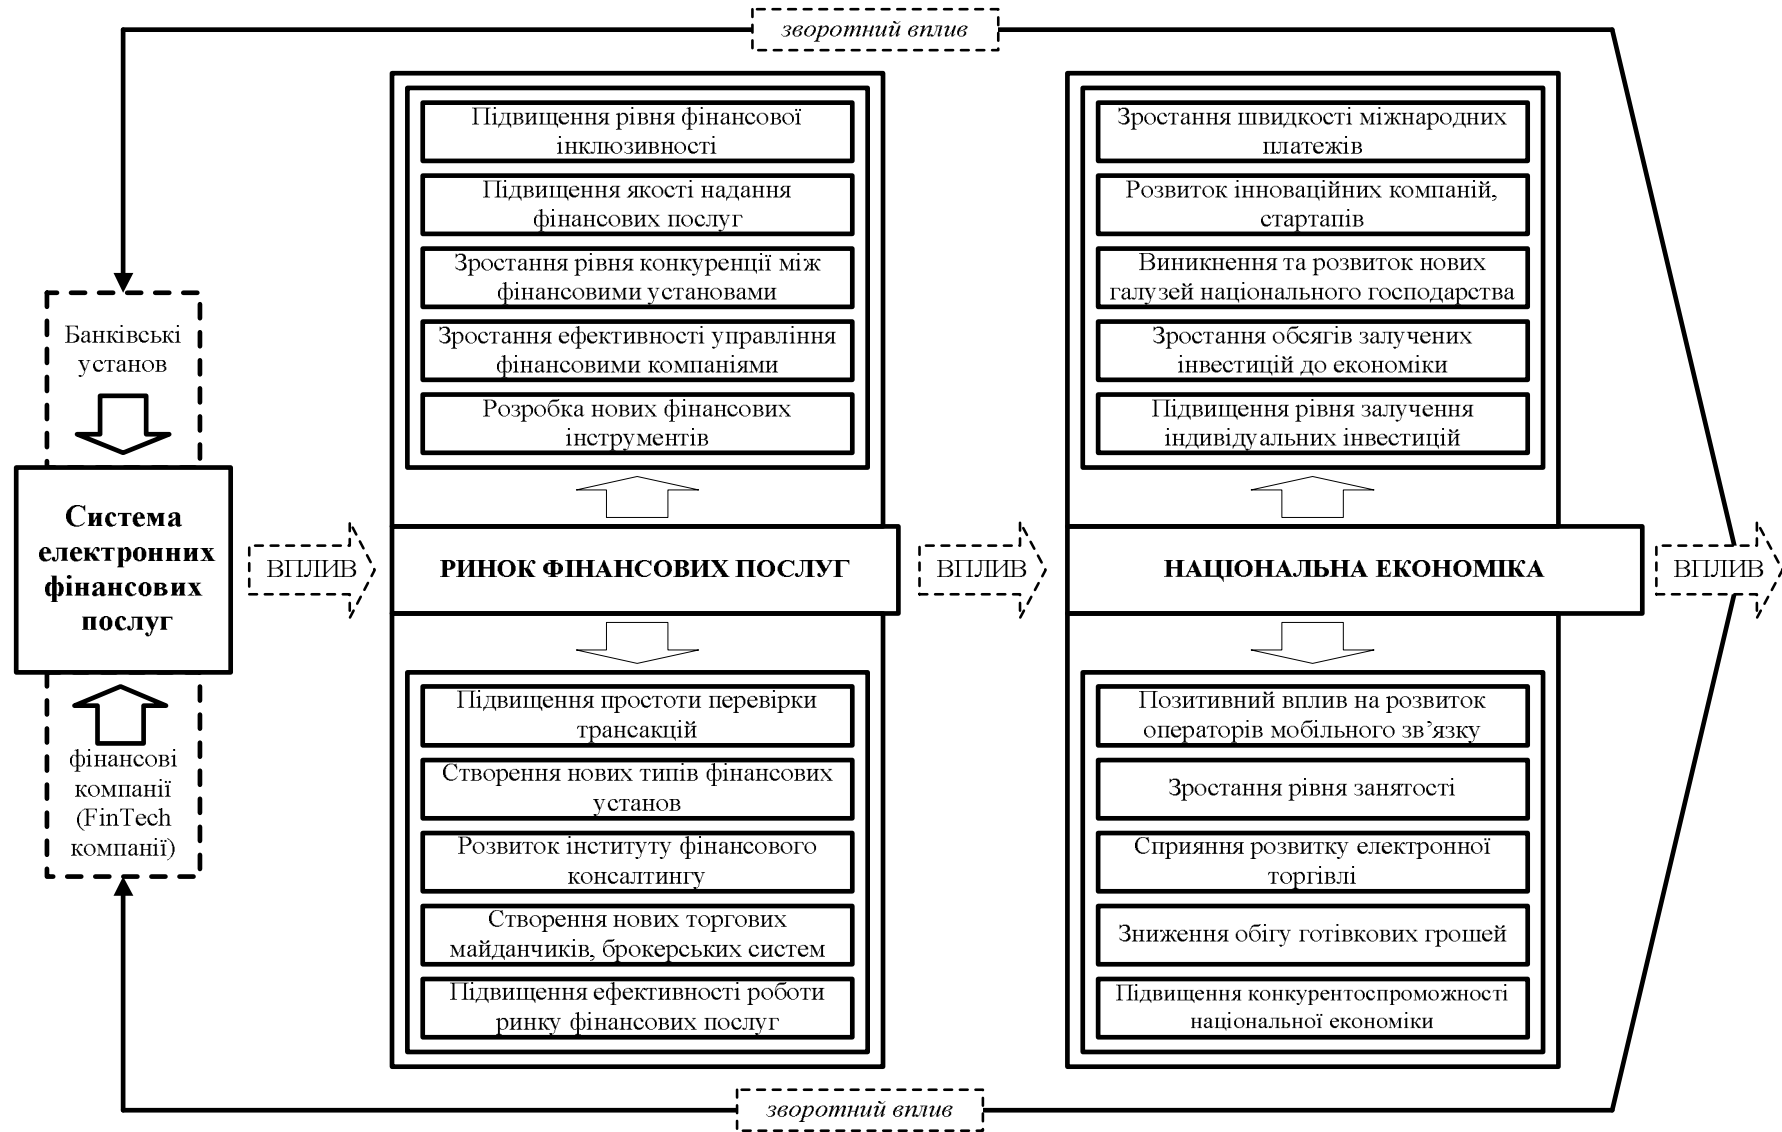 зворотний вплив
Банківські
установ
Система
електронних
фінансових
послуг
фінансові
компанії
(FinTech
компанії)
ВПЛИВ
Підвищення рівня фінансової
інклюзивності
Підвищення якості надання
фінансових послуг
Зростання рівня конкуренції між
фінансовими установами
Зростання ефективності управління
фінансовими компаніями
Розробка нових фінансових
інструментів
РИНОК ФІНАНСОВИХ ПОСЛУГ
Підвищення простоти перевірки
трансакцій
Створення нових типів фінансових
установ
Розвиток інституту фінансового
консалтингу
Створення нових торгових
майданчиків, брокерських систем
Підвищення ефективності роботи
ринку фінансових послуг
ВПЛИВ
Зростання швидкості міжнародних
платежів
Розвиток інноваційних компаній,
стартапів
Виникнення та розвиток нових
галузей національного господарства
Зростання обсягів залучених
інвестицій до економіки
Підвищення рівня залучення
індивідуальних інвестицій
НАЦІОНАЛЬНА ЕКОНОМІКА
Позитивний вплив на розвиток
операторів мобільного зв’язку
Зростання рівня занятості
Сприяння розвитку електронної
торгівлі
Зниження обігу готівкових грошей
Підвищення конкурентоспроможності
національної економіки
ВПЛИВ
зворотний вплив